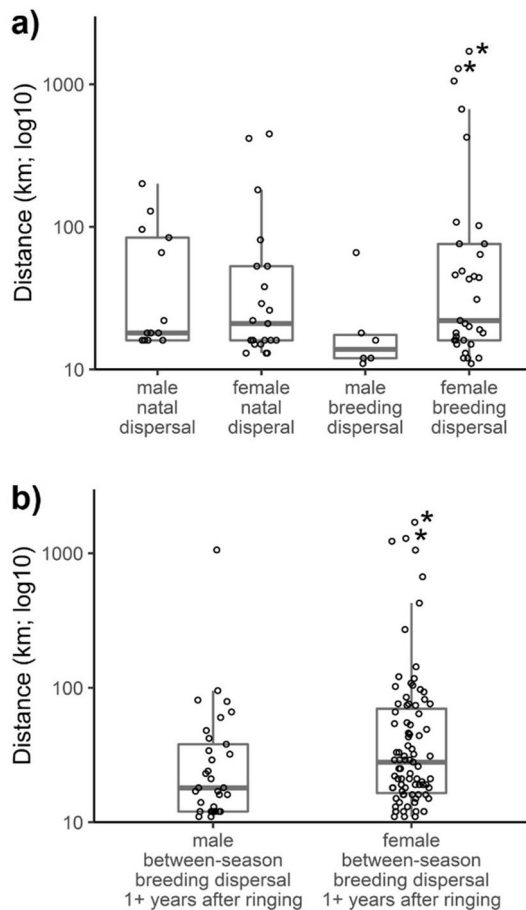 a)
Distance (km; log10)
1000
100
10
* *
male
natal
dispersal
female
natal
disperal
male
breeding
dispersal
female
breeding
dispersal
b)
Distance (km; log10)
1000
100
10
* *
male
between-season
breeding dispersal
1+ years after ringing
female
between-season
breeding dispersal
1+ years after ringing